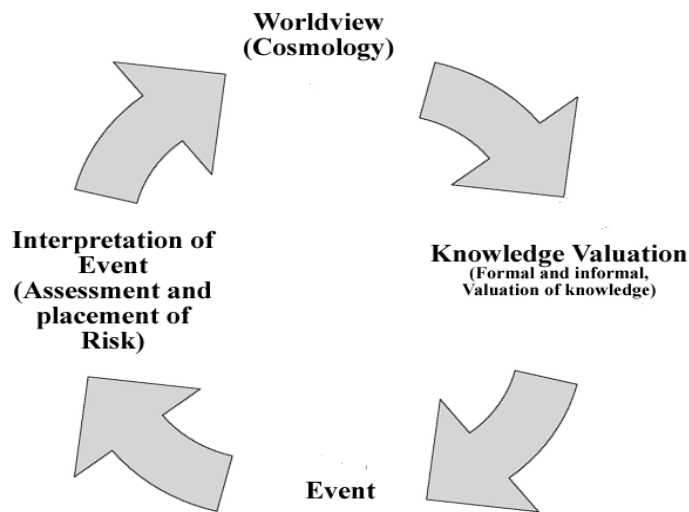 Worldview
(Cosmology)
Knowledge Valuation
(Formal and informal,
Valuation of knowledge)
Event
Interpretation of
Event
(Assessment and
placement of
Risk)